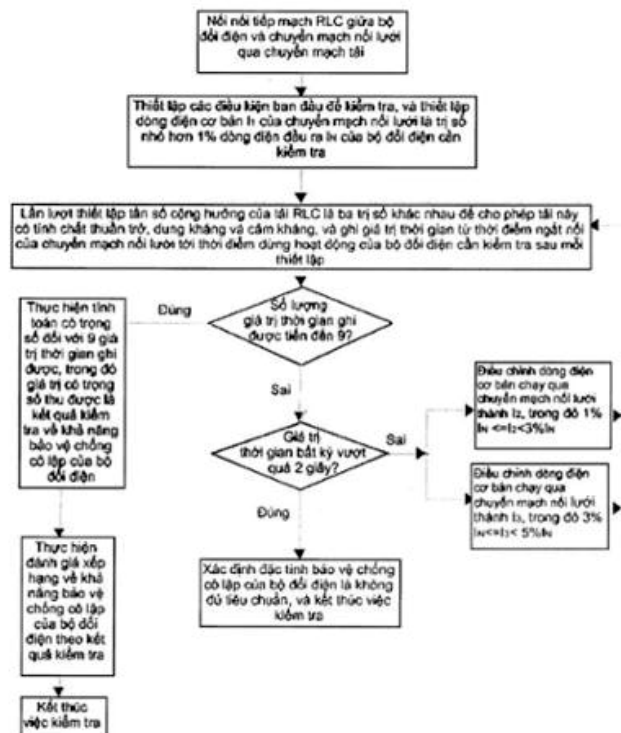 Nối nối tiếp mạch RLC giữa bộ
đổi điện và chuyển mạch nối lưới
qua chuyển mạch tải
Thiết lập các điều kiện ban đầu để kiểm tra, và thiết lập
dòng điện cơ bản I₁ của chuyển mạch nối lưới là trị số
nhỏ hơn 1% dòng điện đầu ra Iɴ của bộ đổi điện cần
kiểm tra
Lần lượt thiết lập tần số cộng hưởng của tải RLC là ba trị số khác nhau để cho phép tải này
có tính chất thuần trở, dung kháng và cảm kháng, và ghi giá trị thời gian từ thời điểm ngắt nối
của chuyển mạch nối lưới tới thời điểm dừng hoạt động của bộ đổi điện cần kiểm tra sau mỗi
thiết lập
Số lượng
giá trị thời gian ghi
được tiến đến 9?
Đúng
Sai
Thực hiện tính
toán có trọng
số đối với 9 giá
trị thời gian ghi
được, trong đó
giá trị có trọng
số thu được là
kết quả kiểm
tra về khả năng
bảo vệ chống
cô lập của bộ
đổi điện
Giá trị
thời gian bất kỳ vượt
quá 2 giây?
Sai
Đúng
Điều chỉnh dòng điện
cơ bản chạy qua
chuyển mạch nối lưới
thành I₂, trong đó 1%
Iɴ <=I₂<3%Iɴ
Điều chỉnh dòng điện
cơ bản chạy qua
chuyển mạch nối lưới
thành I₃, trong đó 3%
Iɴ<=I₃< 5%Iɴ
Thực hiện
đánh giá xếp
hạng về khả
năng bảo vệ
chống cô lập
của bộ đổi
điện theo kết
quả kiểm tra
Xác định đặc tính bảo vệ chống
cô lập của bộ đổi điện là không
đủ tiêu chuẩn, và kết thúc việc
kiểm tra
Kết thúc
việc kiểm tra